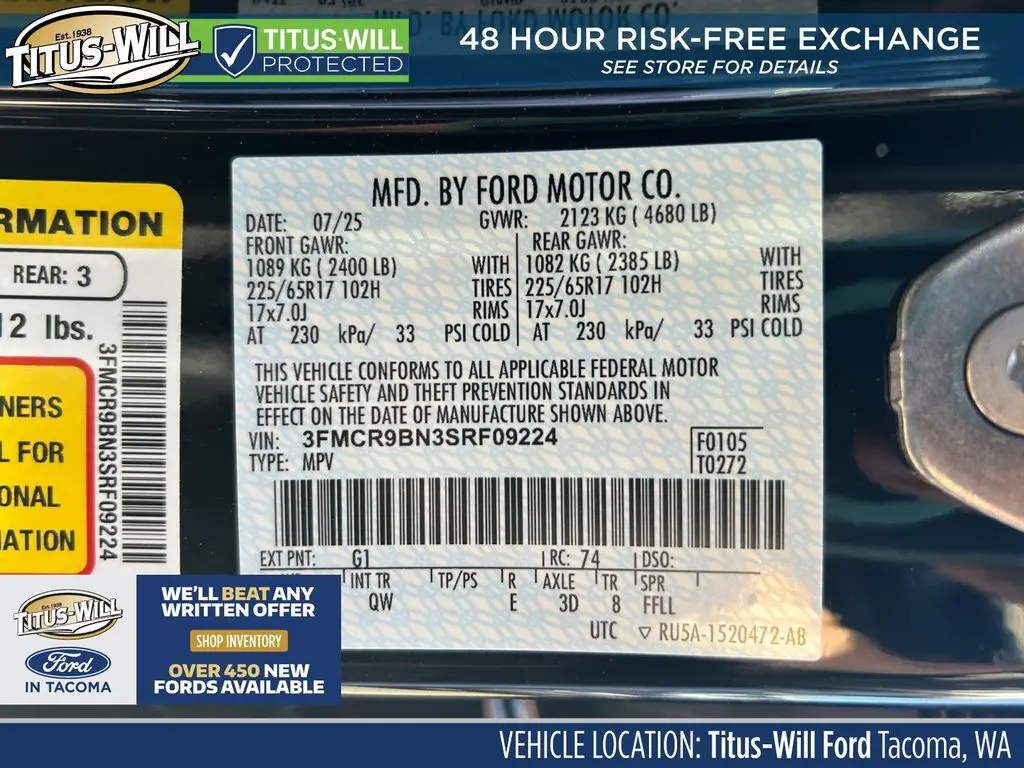 MFD. BY FORD MOTOR CO.
Est. 1938
TITUS-WILL
TITUS-WILL
PROTECTED
48 HOUR RISK-FREE EXCHANGE
SEE STORE FOR DETAILS
RMATION
REAR: 3
12 lbs.
3FMCR9BN3SRF09224
NERS
L FOR
ONAL
IATION
MFD. BY FORD MOTOR CO.
DATE: 07/25 GVWR: 2123 KG ( 4680 LB)
FRONT GAWR: REAR GAWR:
1089 KG ( 2400 LB) WITH 1082 KG ( 2385 LB) WITH
225/65R17 102H TIRES 225/65R17 102H TIRES
17x7.0J RIMS 17x7.0J RIMS
AT 230 kPa/ 33 PSI COLD AT 230 kPa/ 33 PSI COLD
THIS VEHICLE CONFORMS TO ALL APPLICABLE FEDERAL MOTOR
VEHICLE SAFETY AND THEFT PREVENTION STANDARDS IN
EFFECT ON THE DATE OF MANUFACTURE SHOWN ABOVE.
VIN: 3FMCR9BN3SRF09224 F0105
TYPE: MPV T0272
EXT PNT: G1 RC: 74 DSO:
INT TR TP/PS R AXLE TR SPR
QW E 3D 8 FFLL
UTC RU5A-1520472-AB
Est. 1938
TITUS-WILL
Ford
IN TACOMA
WE'LL BEAT ANY
WRITTEN OFFER
SHOP INVENTORY
OVER 450 NEW
FORDS AVAILABLE
VEHICLE LOCATION: Titus-Will Ford Tacoma, WA